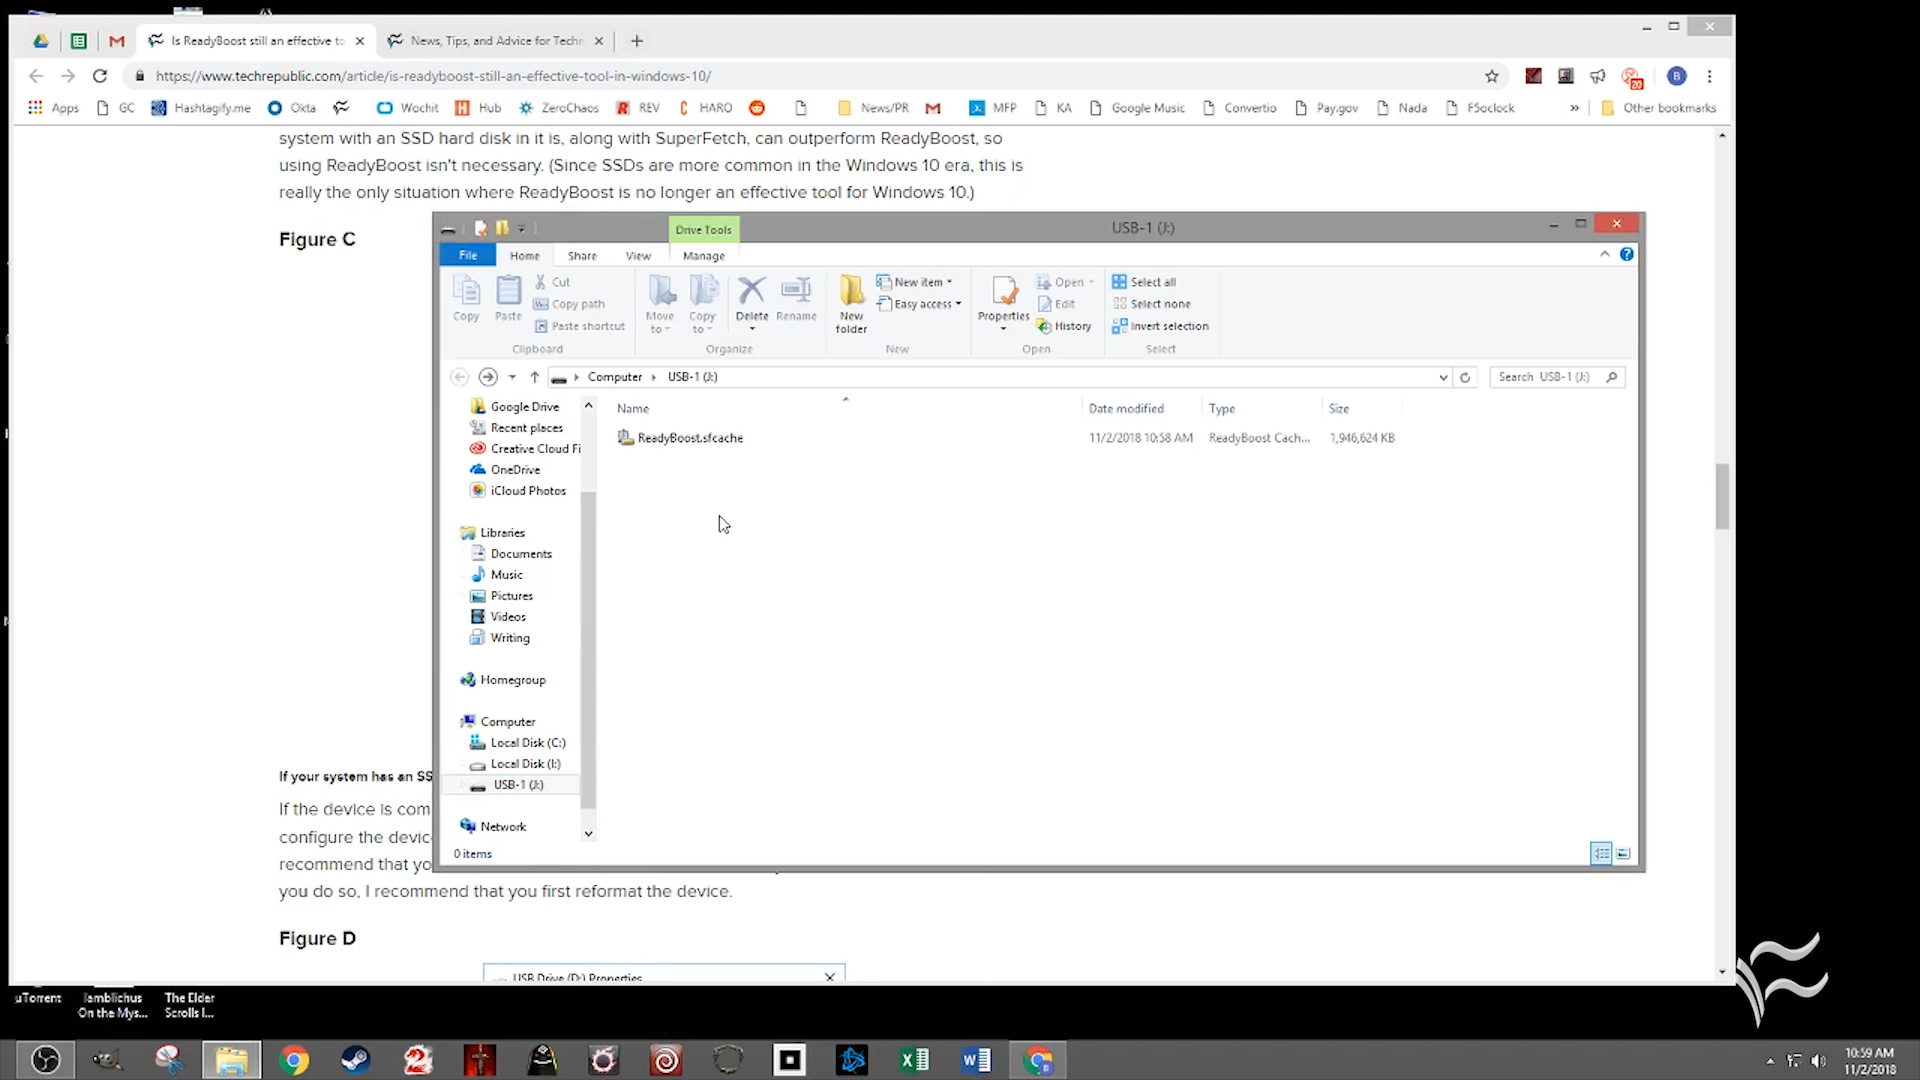 Is ReadyBoost still an effective to
News, Tips, and Advice for Techn
https://www.techrepublic.com/article/is-readyboost-still-an-effective-tool-in-windows-10/
20
B
Apps
GC
Hashtagify.me
Okta
Wochit
Hub
ZeroChaos
REV
HARO
News/PR
MFP
KA
Google Music
Convertio
Pay.gov
Nada
F5oclock
»
Other bookmarks
system with an SSD hard disk in it is, along with SuperFetch, can outperform ReadyBoost, so
using ReadyBoost isn't necessary. (Since SSDs are more common in the Windows 10 era, this is
really the only situation where ReadyBoost is no longer an effective tool for Windows 10.)
Figure C
Drive Tools
USB-1 (J:)
File
Home
Share
View
Manage
Copy
Paste
Cut
Copy path
Paste shortcut
Clipboard
Move to
Copy to
Delete
Rename
Organize
New folder
New item
Easy access
New
Properties
Open
Edit
History
Open
Select all
Select none
Invert selection
Select
Computer
USB-1 (J:)
Search USB-1 (J:)
Name
Date modified
Type
Size
ReadyBoost.sfcache
11/2/2018 10:58 AM
ReadyBoost Cach...
1,946,624 KB
Google Drive
Recent places
Creative Cloud Fi
OneDrive
iCloud Photos
Libraries
Documents
Music
Pictures
Videos
Writing
Homegroup
Computer
Local Disk (C:)
Local Disk (I:)
USB-1 (J:)
Network
0 items
If your system has an SS
If the device is com
configure the devic
recommend that yo
you do so, I recommend that you first reformat the device.
Figure D
USB Drive (D:) Properties
µTorrent
Iamblichus
On the Mys...
The Elder
Scrolls I...
10:59 AM
11/2/2018